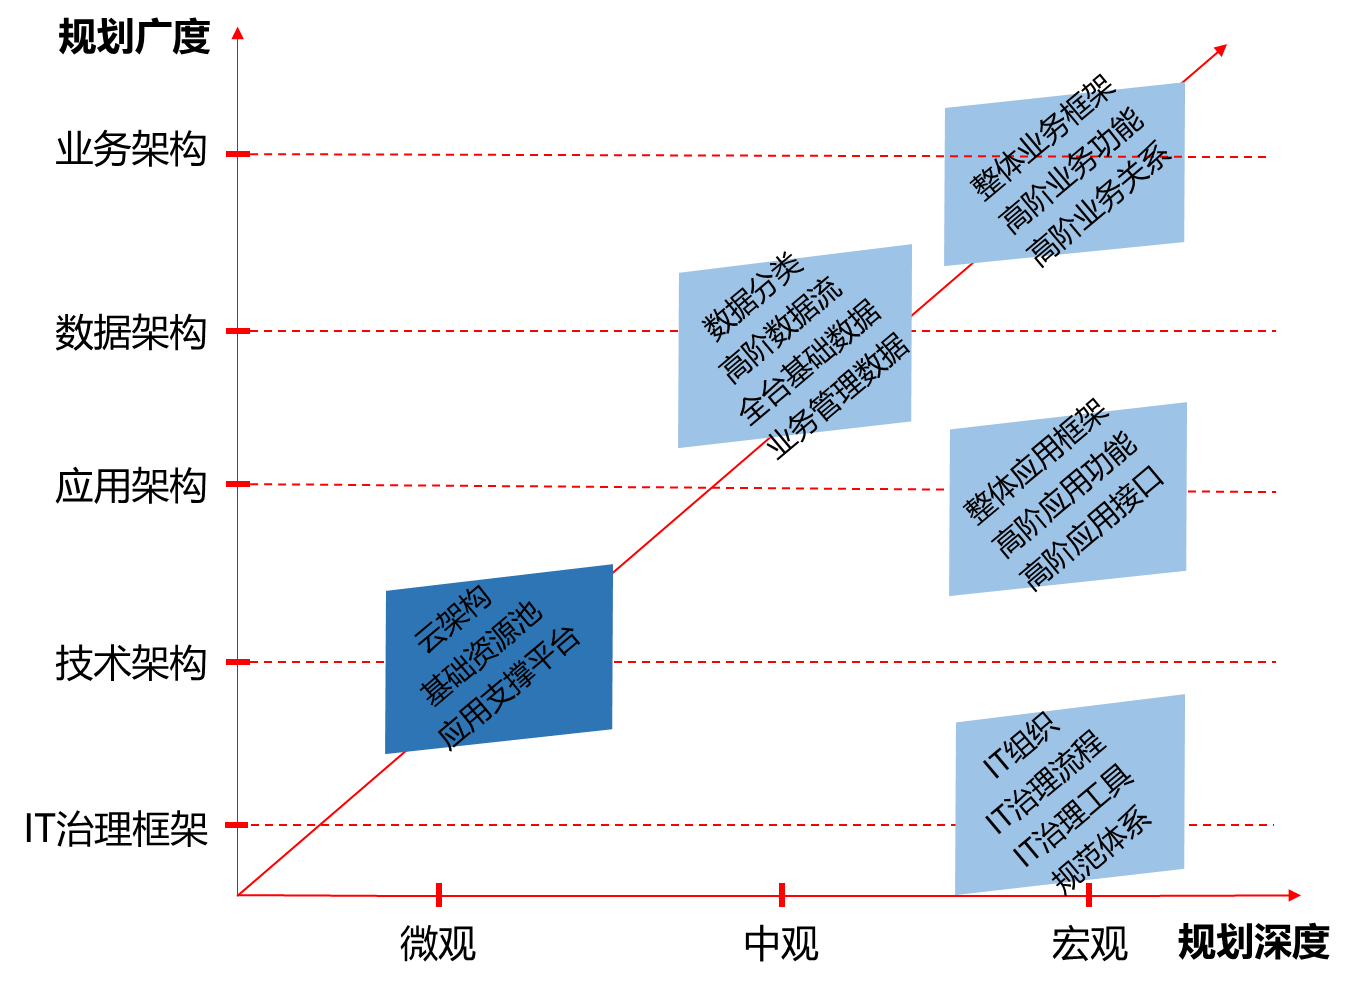 规划广度
业务架构
整体业务框架
高阶业务功能
高阶业务关系
数据架构
数据分类
高阶数据流
全台基础数据
业务管理数据
应用架构
整体应用框架
高阶应用功能
高阶应用接口
技术架构
云架构
基础资源池
应用支撑平台
IT治理框架
IT组织
IT治理流程
IT治理工具
规范体系
微观
中观
宏观
规划深度